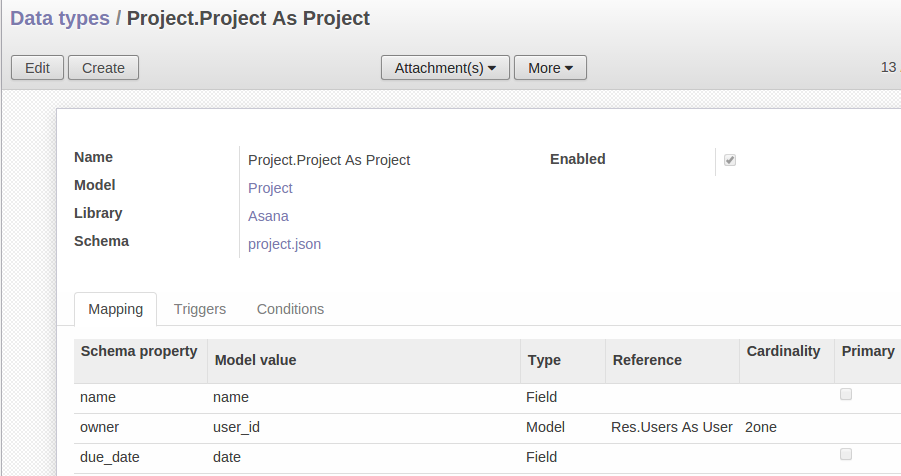 Data types / Project.Project As Project
Edit Create Attachment(s) More 13
Name Project.Project As Project Enabled
Model Project
Library Asana
Schema project.json
Mapping Triggers Conditions
Schema property Model value Type Reference Cardinality Primary
name name Field
owner user_id Model Res.Users As User 2one
due_date date Field